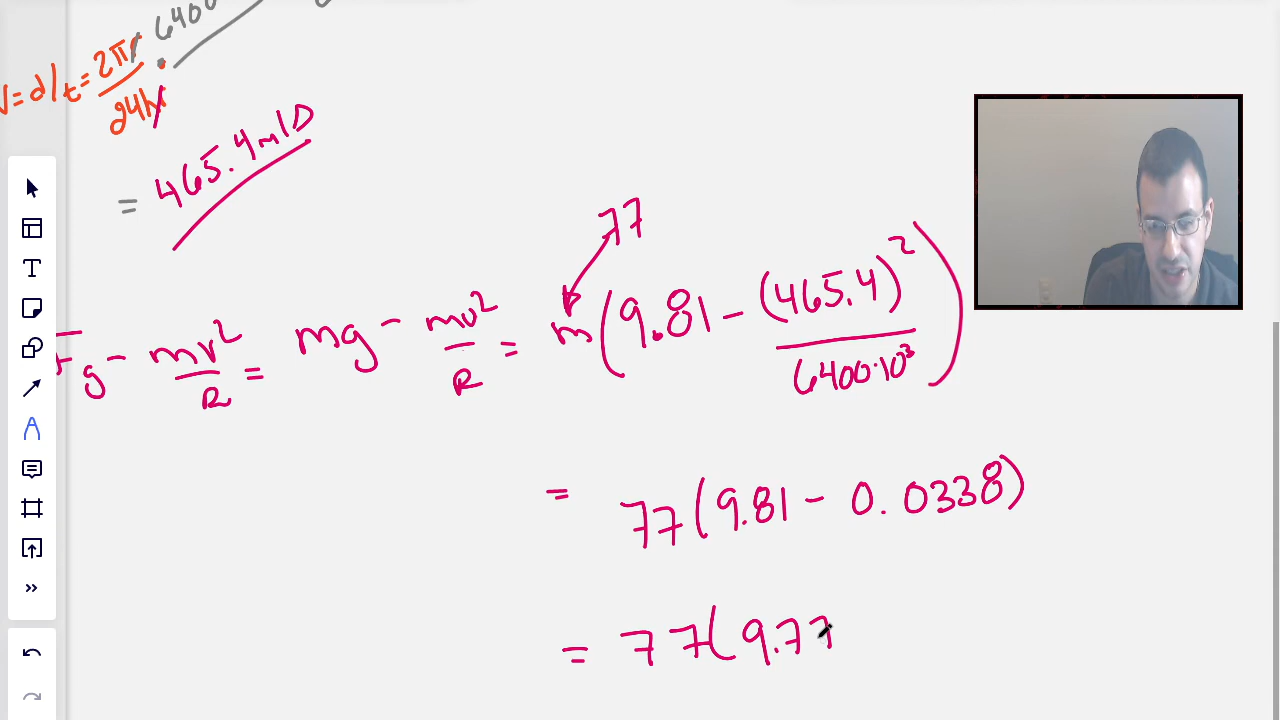 6400
V = d/t = 2πr / 24hr
= 465.4 m/s
77
Fg - mv² / R = mg - mv² / R = m(9.81 - (465.4)² / 6400·10³)
= 77(9.81 - 0.0338)
= 77(9.77